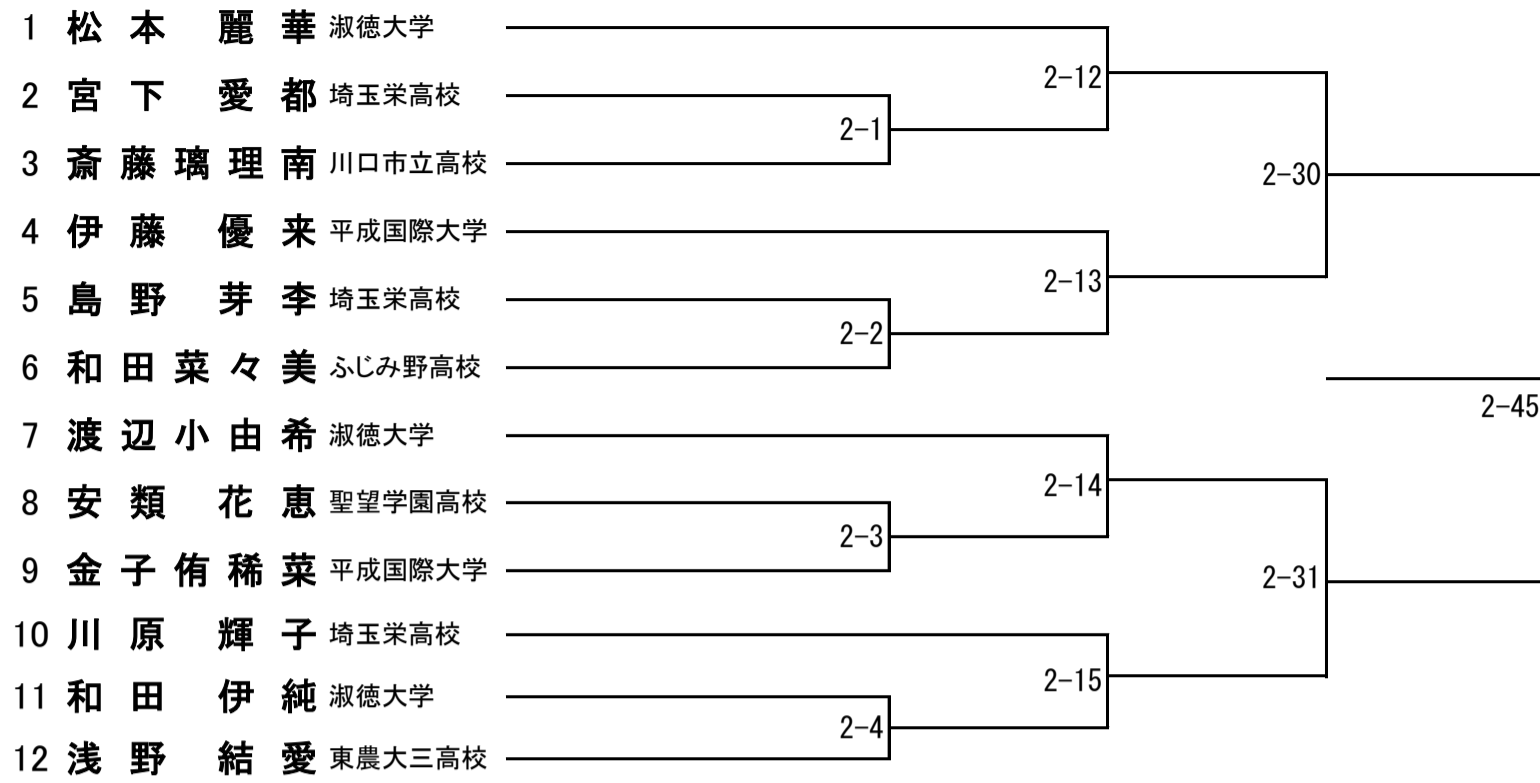 1 松本 麗華 淑徳大学
2-12
2 宮下 愛都 埼玉栄高校
2-1
3 斎藤璃理南 川口市立高校
2-30
4 伊藤 優来 平成国際大学
2-13
5 島野 芽李 埼玉栄高校
2-2
6 和田菜々美 ふじみ野高校
2-45
7 渡辺小由希 淑徳大学
2-14
8 安類 花恵 聖望学園高校
2-3
9 金子侑稀菜 平成国際大学
2-31
10 川原 輝子 埼玉栄高校
2-15
11 和田 伊純 淑徳大学
2-4
12 浅野 結愛 東農大三高校